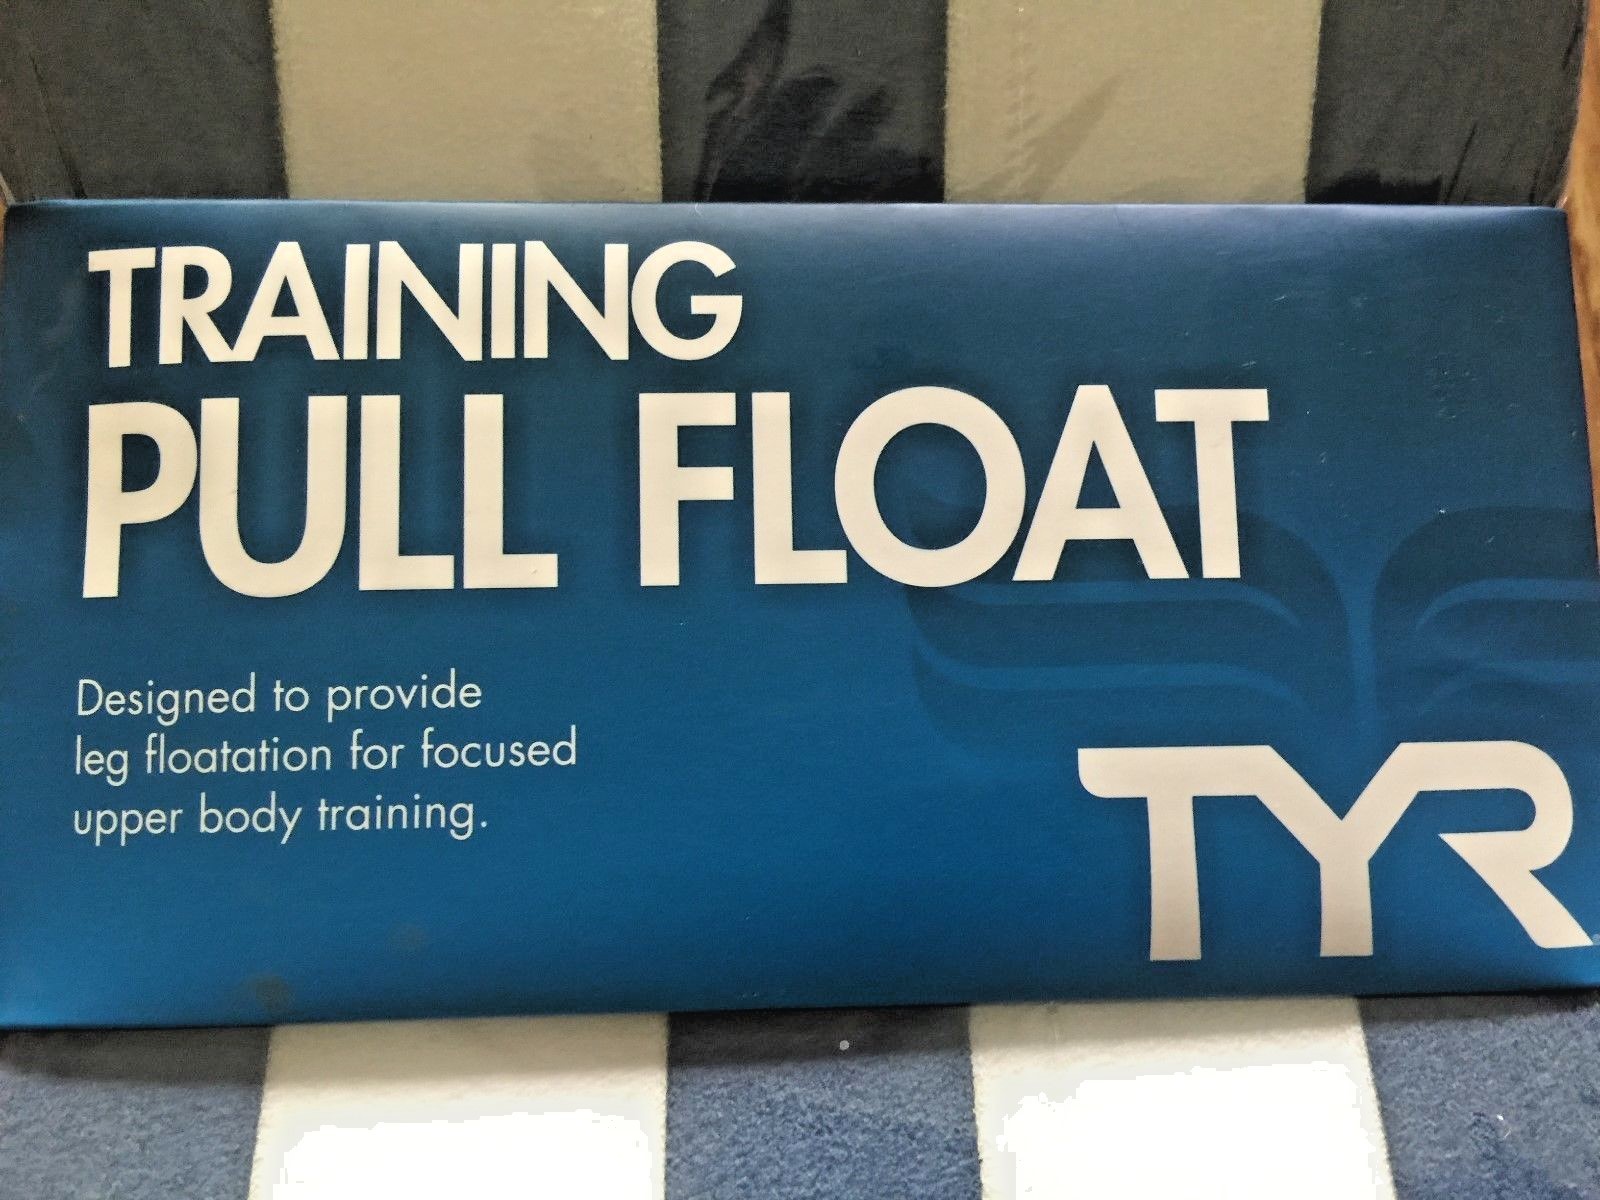 TRAINING
PULL FLOAT
Designed to provide
leg floatation for focused
upper body training.
TYR